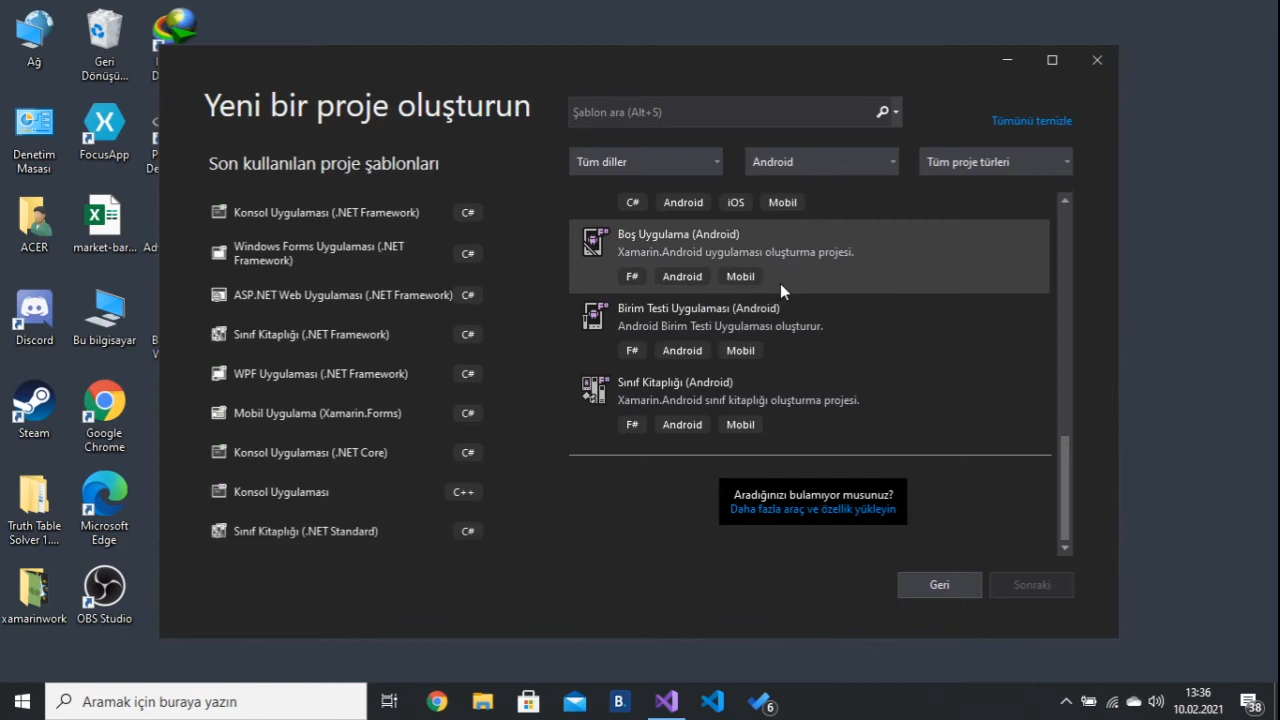 Ağ
Geri
Dönüşü...
Denetim
Masası
FocusApp
ACER
market-bar...
Discord
Bu bilgisayar
Steam
Google
Chrome
Truth Table
Solver 1....
Microsoft
Edge
xamarinwork
OBS Studio
Yeni bir proje oluşturun
Şablon ara (Alt+S)
Tümünü temizle
Son kullanılan proje şablonları
Tüm diller
Android
Tüm proje türleri
Konsol Uygulaması (.NET Framework) C#
Windows Forms Uygulaması (.NET
Framework) C#
ASP.NET Web Uygulaması (.NET Framework) C#
Sınıf Kitaplığı (.NET Framework) C#
WPF Uygulaması (.NET Framework) C#
Mobil Uygulama (Xamarin.Forms) C#
Konsol Uygulaması (.NET Core) C#
Konsol Uygulaması C++
Sınıf Kitaplığı (.NET Standard) C#
C# Android iOS Mobil
Boş Uygulama (Android)
Xamarin.Android uygulaması oluşturma projesi.
F# Android Mobil
Birim Testi Uygulaması (Android)
Android Birim Testi Uygulaması oluşturur.
F# Android Mobil
Sınıf Kitaplığı (Android)
Xamarin.Android sınıf kitaplığı oluşturma projesi.
F# Android Mobil
Aradığınızı bulamıyor musunuz?
Daha fazla araç ve özellik yükleyin
Geri
Sonraki
Aramak için buraya yazın
B.
6
13:36
10.02.2021
38